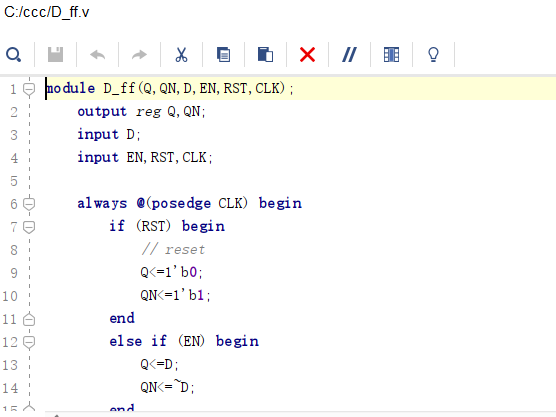 C:/ccc/D_ff.v
1 module D_ff(Q,QN,D,EN,RST,CLK);
2 output reg Q,QN;
3 input D;
4 input EN,RST,CLK;
5
6 always @(posedge CLK) begin
7 if (RST) begin
8 // reset
9 Q<=1'b0;
10 QN<=1'b1;
11 end
12 else if (EN) begin
13 Q<=D;
14 QN<=~D;
15 end